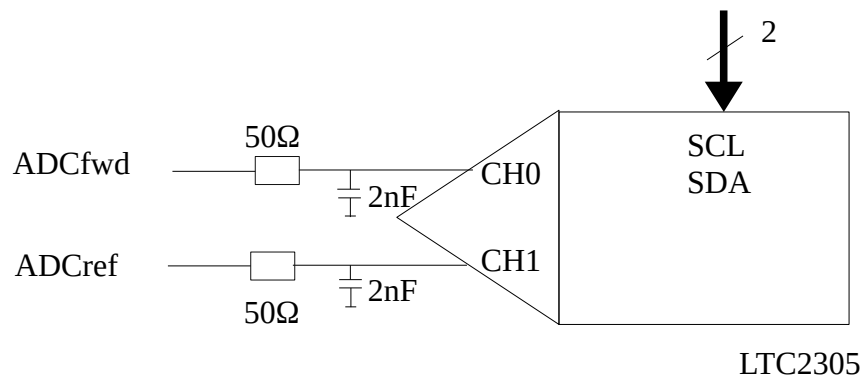 2
50Ω
ADCfwd
SCL
CH0
SDA
2nF
CH1
ADCref
2nF
50Ω
LTC2305